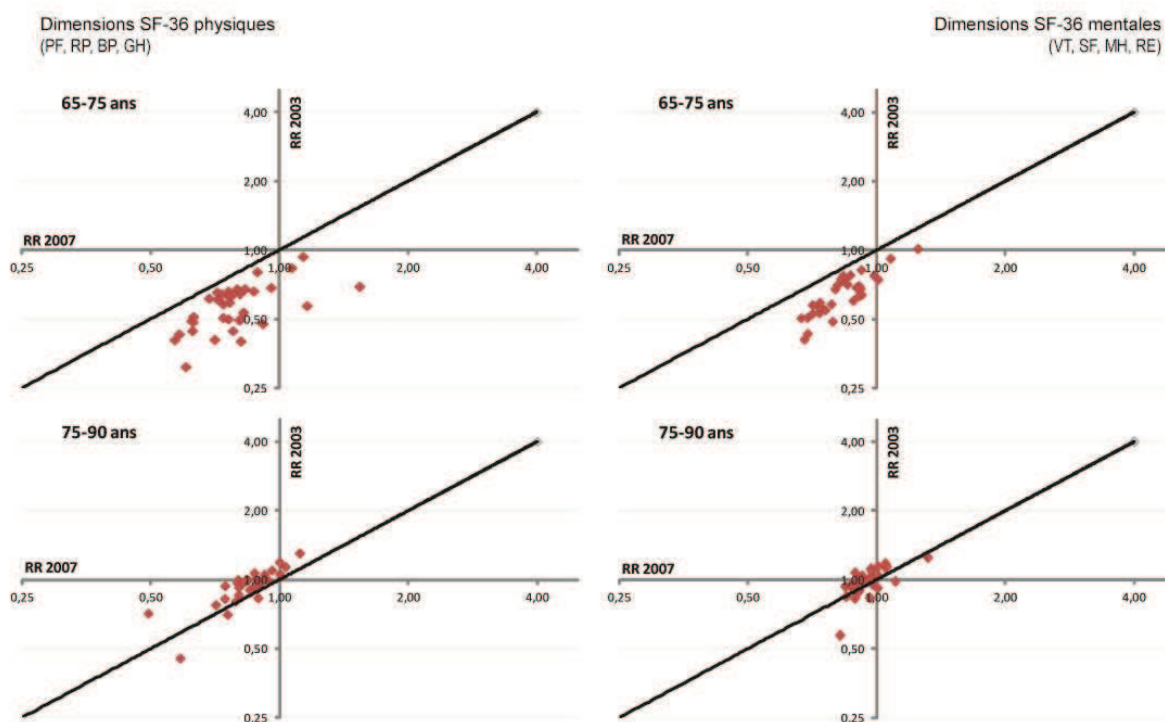 Dimensions SF-36 physiques
(PF, RP, BP, GH)
Dimensions SF-36 mentales
(VT, SF, MH, RE)
65-75 ans
RR 2003
4,00
2,00
1,00
RR 2007
0,25
0,50
1,00
2,00
4,00
0,50
0,25
65-75 ans
RR 2003
4,00
2,00
1,00
RR 2007
0,25
0,50
1,00
2,00
4,00
0,50
0,25
75-90 ans
RR 2003
4,00
2,00
1,00
RR 2007
0,25
0,50
1,00
2,00
4,00
0,50
0,25
75-90 ans
RR 2003
4,00
2,00
1,00
RR 2007
0,25
0,50
1,00
2,00
4,00
0,50
0,25